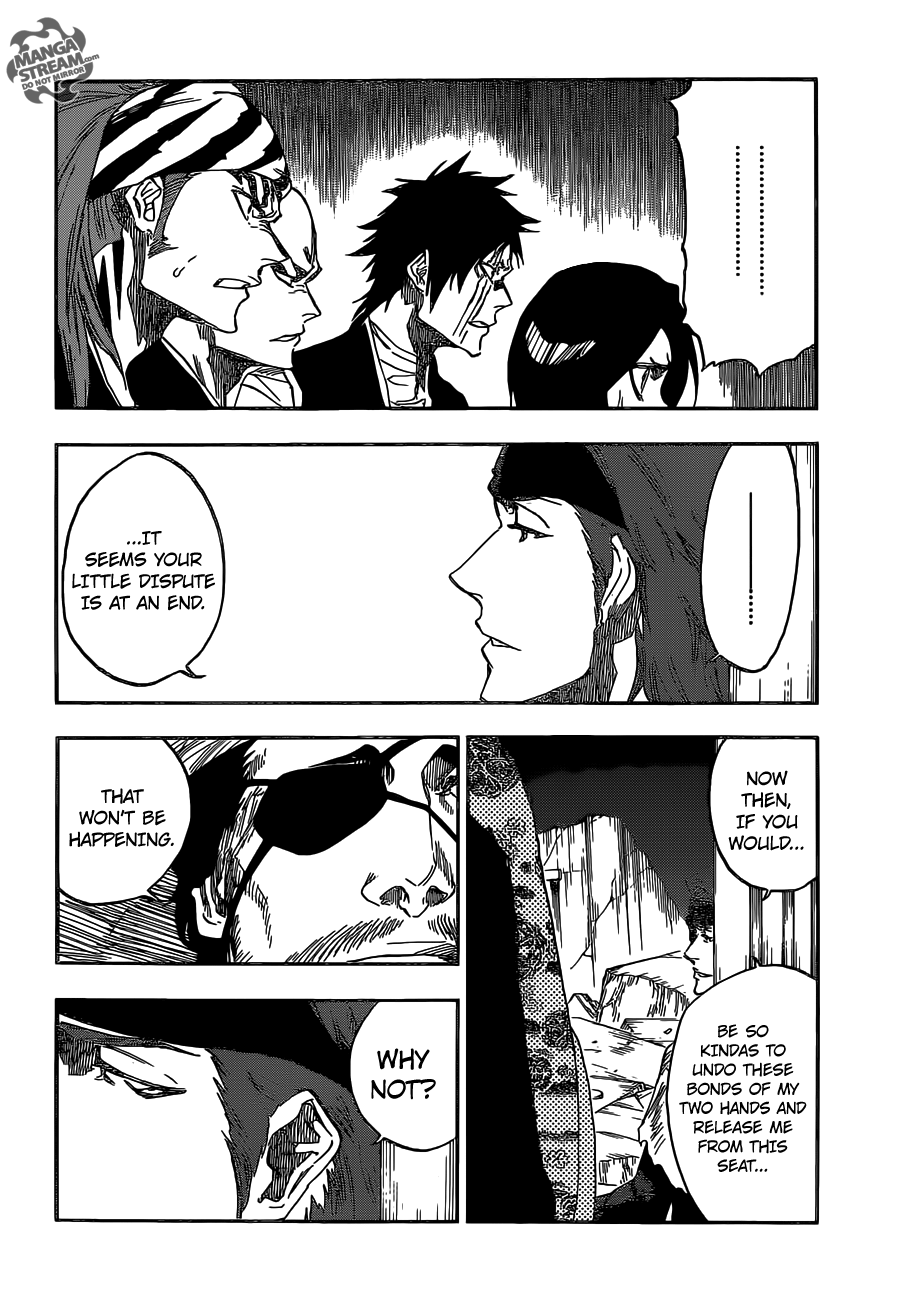 MANGA
STREAM.com
DO NOT MIRROR
...IT
SEEMS YOUR
LITTLE DISPUTE
IS AT AN END.
NOW
THEN,
IF YOU
WOULD...
BE SO
KINDAS TO
UNDO THESE
BONDS OF MY
TWO HANDS AND
RELEASE ME
FROM THIS
SEAT...
THAT
WON'T BE
HAPPENING.
WHY
NOT?